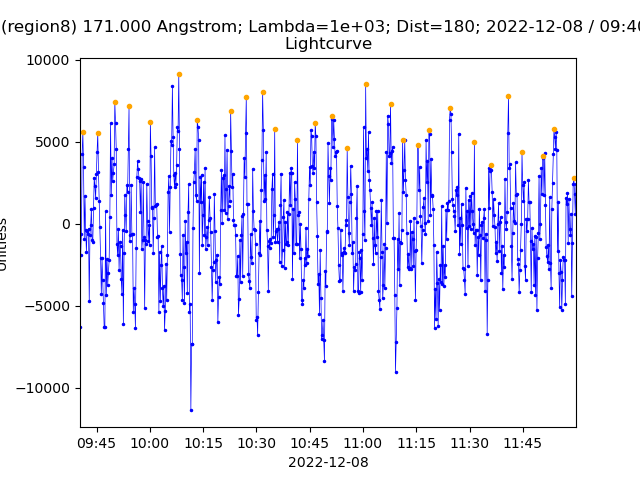 (region8) 171.000 Angstrom; Lambda=1e+03; Dist=180; 2022-12-08 / 09:40
Lightcurve
10000
5000
0
−5000
−10000
Unitless
09:45 10:00 10:15 10:30 10:45 11:00 11:15 11:30 11:45
2022-12-08